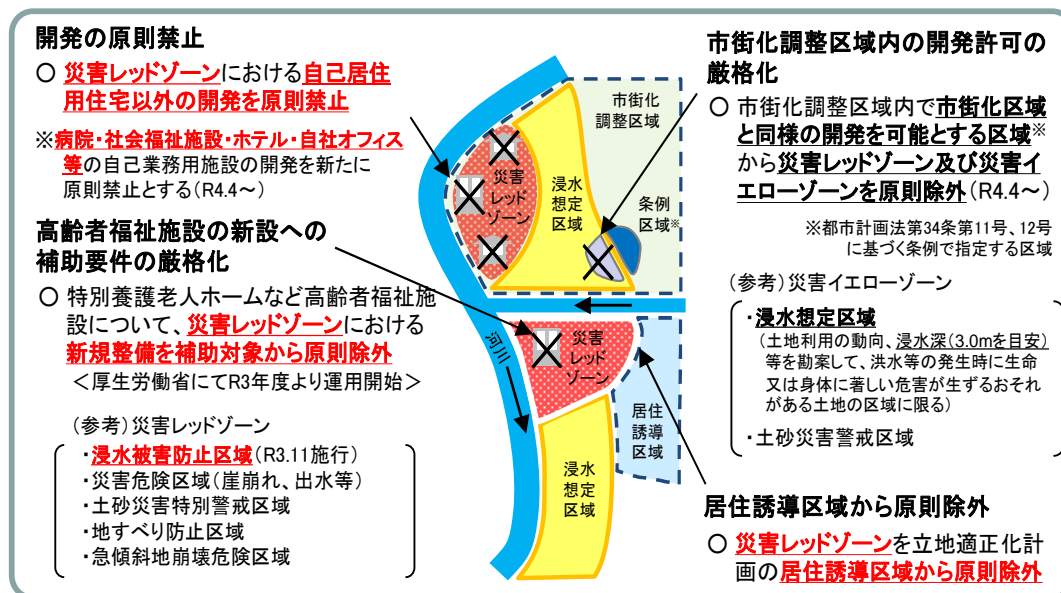 開発の原則禁止
○ 災害レッドゾーンにおける自己居住
用住宅以外の開発を原則禁止
※病院・社会福祉施設・ホテル・自社オフィス
等の自己業務用施設の開発を新たに
原則禁止とする(R4.4～)
高齢者福祉施設の新設への
補助要件の厳格化
○ 特別養護老人ホームなど高齢者福祉施
設について、災害レッドゾーンにおける
新規整備を補助対象から原則除外
＜厚生労働省にてR3年度より運用開始＞
(参考)災害レッドゾーン
・浸水被害防止区域(R3.11施行)
・災害危険区域(崖崩れ、出水等)
・土砂災害特別警戒区域
・地すべり防止区域
・急傾斜地崩壊危険区域
市街化
調整区域
災害
レッド
ゾーン
浸水
想定
区域
条例
区域※
河川
災害
レッド
ゾーン
居住
誘導
区域
浸水
想定
区域
市街化調整区域内の開発許可の
厳格化
○ 市街化調整区域内で市街化区域
と同様の開発を可能とする区域※
から災害レッドゾーン及び災害イ
エローゾーンを原則除外(R4.4～)
※都市計画法第34条第11号、12号
に基づく条例で指定する区域
(参考)災害イエローゾーン
・浸水想定区域
(土地利用の動向、浸水深(3.0mを目安)
等を勘案して、洪水等の発生時に生命
又は身体に著しい危害が生ずるおそれ
がある土地の区域に限る)
・土砂災害警戒区域
居住誘導区域から原則除外
○ 災害レッドゾーンを立地適正化計
画の居住誘導区域から原則除外